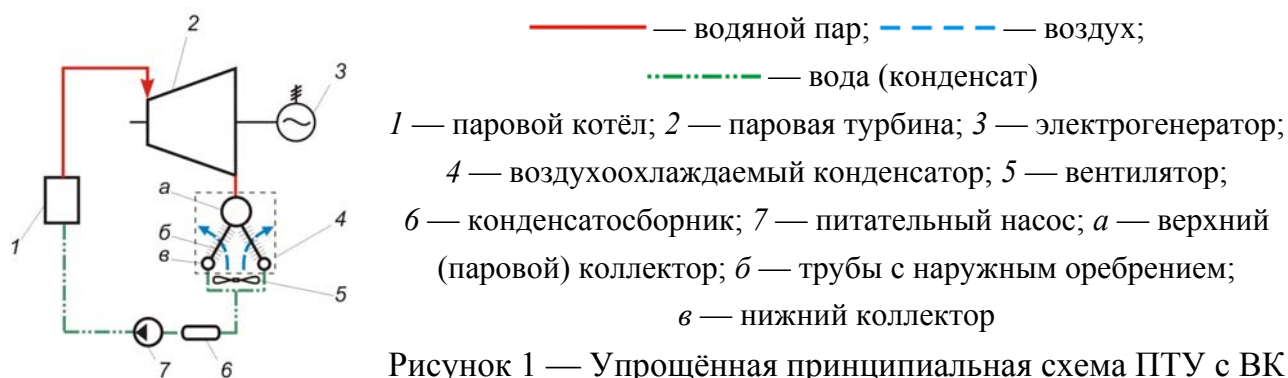 2
3
1
а
б
в
4
5
7
6
— водяной пар; — воздух;
— вода (конденсат)
1 — паровой котёл; 2 — паровая турбина; 3 — электрогенератор;
4 — воздухоохлаждаемый конденсатор; 5 — вентилятор;
6 — конденсатосборник; 7 — питательный насос; а — верхний
(паровой) коллектор; б — трубы с наружным оребрением;
в — нижний коллектор
Рисунок 1 — Упрощённая принципиальная схема ПТУ с ВК